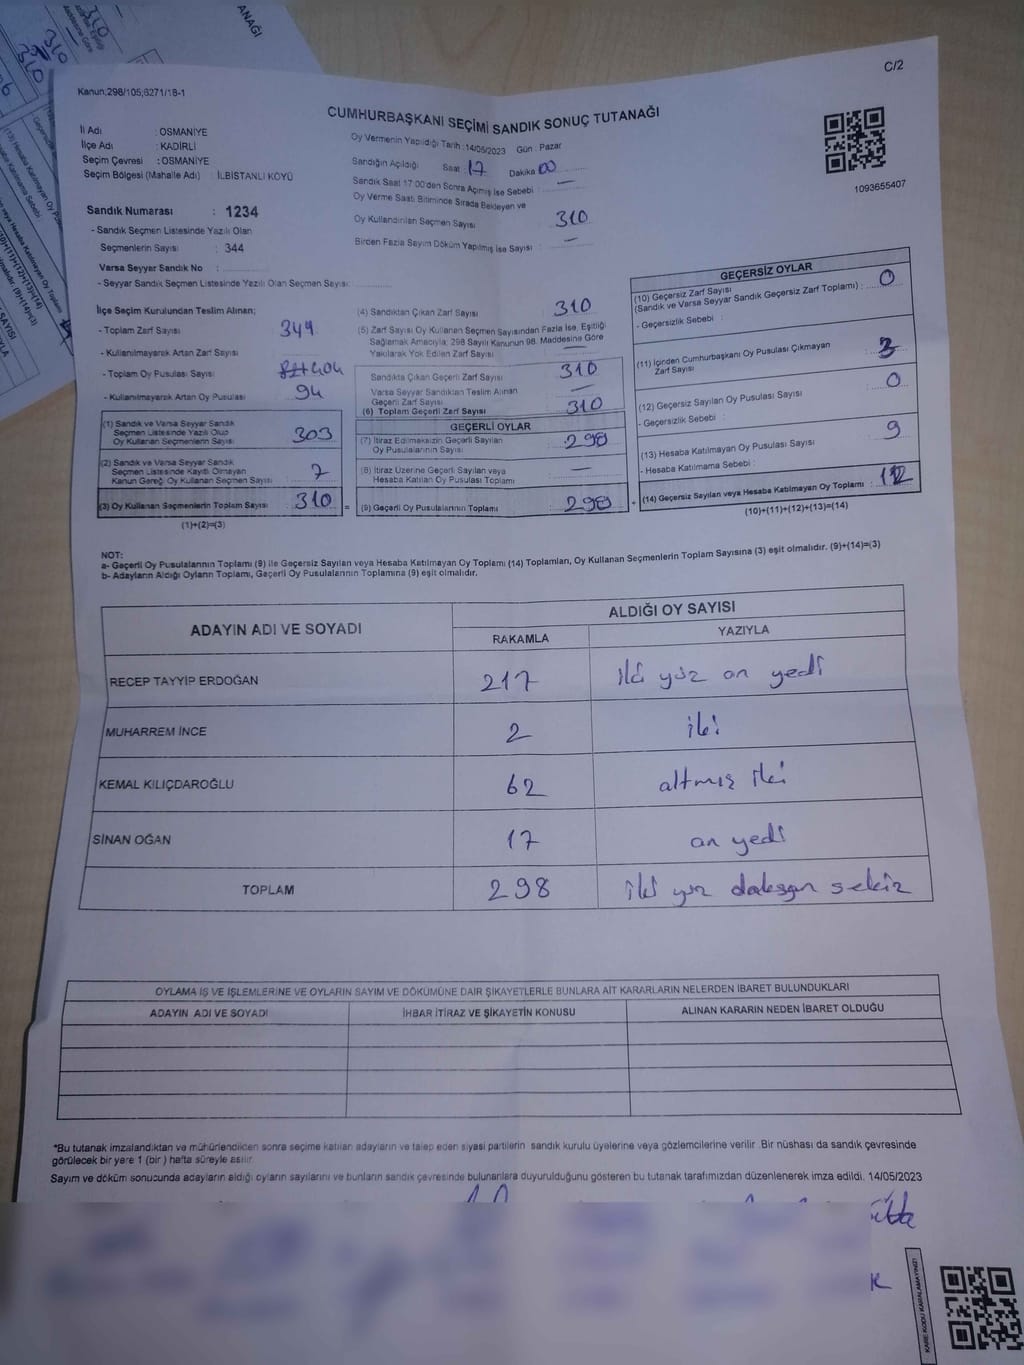 ANAĞI
310
310
310
C/2
Kanun:298/105;6271/18-1
CUMHURBAŞKANI SEÇİMİ SANDIK SONUÇ TUTANAĞI
İl Adı : OSMANİYE
İlçe Adı : KADİRLİ
Seçim Çevresi : OSMANİYE
Seçim Bölgesi (Mahalle Adı) : İLBİSTANLI KÖYÜ
Oy Vermenin Yapıldığı Tarih :14/05/2023 Gün : Pazar
Sandığın Açıldığı Saat : 17 Dakika 00
Sandık Saat 17:00'den Sonra Açımış İse Sebebi : —
Oy Verme Saati Bitiminde Sırada Bekleyen ve
Oy Kullandırılan Seçmen Sayısı 310
Birden Fazla Sayım Döküm Yapılmış İse Sayısı : —
1093655407
Sandık Numarası : 1234
- Sandık Seçmen Listesinde Yazılı Olan
Seçmenlerin Sayısı : 344
Varsa Seyyar Sandık No :
- Seyyar Sandık Seçmen Listesinde Yazılı Olan Seçmen Sayısı:
İlçe Seçim Kurulundan Teslim Alınan;
- Toplam Zarf Sayısı 349
- Kullanılmayarak Artan Zarf Sayısı
- Toplam Oy Pusulası Sayısı 404
- Kullanılmayarak Artan Oy Pusulası 94
(1) Sandık ve Varsa Seyyar Sandık
Seçmen Listesinde Yazılı Olup
Oy Kullanan Seçmenlerin Sayısı 303
(2) Sandık ve Varsa Seyyar Sandık
Seçmen Listesinde Kayıtlı Olmayan
Kanun Gereği Oy Kullanan Seçmen Sayısı : 7
(3) Oy Kullanan Seçmenlerin Toplam Sayısı : 310 =
(1)+(2)=(3)
(4) Sandıktan Çıkan Zarf Sayısı 310
(5) Zarf Sayısı Oy Kullanan Seçmen Sayısından Fazla İse, Eşitliği
Sağlamak Amacıyla; 298 Sayılı Kanunun 98. Maddesine Göre
Yakılarak Yok Edilen Zarf Sayısı —
Sandıkta Çıkan Geçerli Zarf Sayısı 310
Varsa Seyyar Sandıktan Teslim Alınan
Geçerli Zarf Sayısı —
(6) Toplam Geçerli Zarf Sayısı 310
GEÇERLİ OYLAR
(7) İtiraz Edilmeksizin Geçerli Sayılan
Oy Pusulalarının Sayısı : 298
(8) İtiraz Üzerine Geçerli Sayılan veya
Hesaba Katılan Oy Pusulası Toplamı : —
(9) Geçerli Oy Pusulalarının Toplamı : 298 +
GEÇERSİZ OYLAR
(10) Geçersiz Zarf Sayısı
(Sandık ve Varsa Seyyar Sandık Geçersiz Zarf Toplamı) : 0
- Geçersizlik Sebebi :
(11) İçinden Cumhurbaşkanı Oy Pusulası Çıkmayan
Zarf Sayısı 3
(12) Geçersiz Sayılan Oy Pusulası Sayısı 0
- Geçersizlik Sebebi :
(13) Hesaba Katılmayan Oy Pusulası Sayısı 9
- Hesaba Katılmama Sebebi :
(14) Geçersiz Sayılan veya Hesaba Katılmayan Oy Toplamı : 12
(10)+(11)+(12)+(13)=(14)
NOT:
a- Geçerli Oy Pusulalarının Toplamı (9) ile Geçersiz Sayılan veya Hesaba Katılmayan Oy Toplamı (14) Toplamları, Oy Kullanan Seçmenlerin Toplam Sayısına (3) eşit olmalıdır. (9)+(14)=(3)
b- Adayların Aldığı Oyların Toplamı, Geçerli Oy Pusulalarının Toplamına (9) eşit olmalıdır.
ADAYIN ADI VE SOYADI ALDIĞI OY SAYISI
RAKAMLA YAZIYLA
RECEP TAYYİP ERDOĞAN 217 iki yüz on yedi
MUHARREM İNCE 2 iki
KEMAL KILIÇDAROĞLU 62 altmış iki
SİNAN OĞAN 17 on yedi
TOPLAM 298 iki yüz doksan sekiz
OYLAMA İŞ VE İŞLEMLERİNE VE OYLARIN SAYIM VE DÖKÜMÜNE DAİR ŞİKAYETLERLE BUNLARA AİT KARARLARIN NELERDEN İBARET BULUNDUKLARI
ADAYIN ADI VE SOYADI İHBAR İTİRAZ VE ŞİKAYETİN KONUSU ALINAN KARARIN NEDEN İBARET OLDUĞU
*Bu tutanak imzalandıktan ve mühürlendikten sonra seçime katılan adayların ve talep eden siyasi partilerin sandık kurulu üyelerine veya gözlemcilerine verilir. Bir nüshası da sandık çevresinde
görülecek bir yere 1 (bir) hafta süreyle asılır.
Sayım ve döküm sonucunda adayların aldığı oyların sayılarını ve bunların sandık çevresinde bulunanlara duyurulduğunu gösteren bu tutanak tarafımızdan düzenlenerek imza edildi. 14/05/2023
KARE KODU KARALAMAYINIZ!